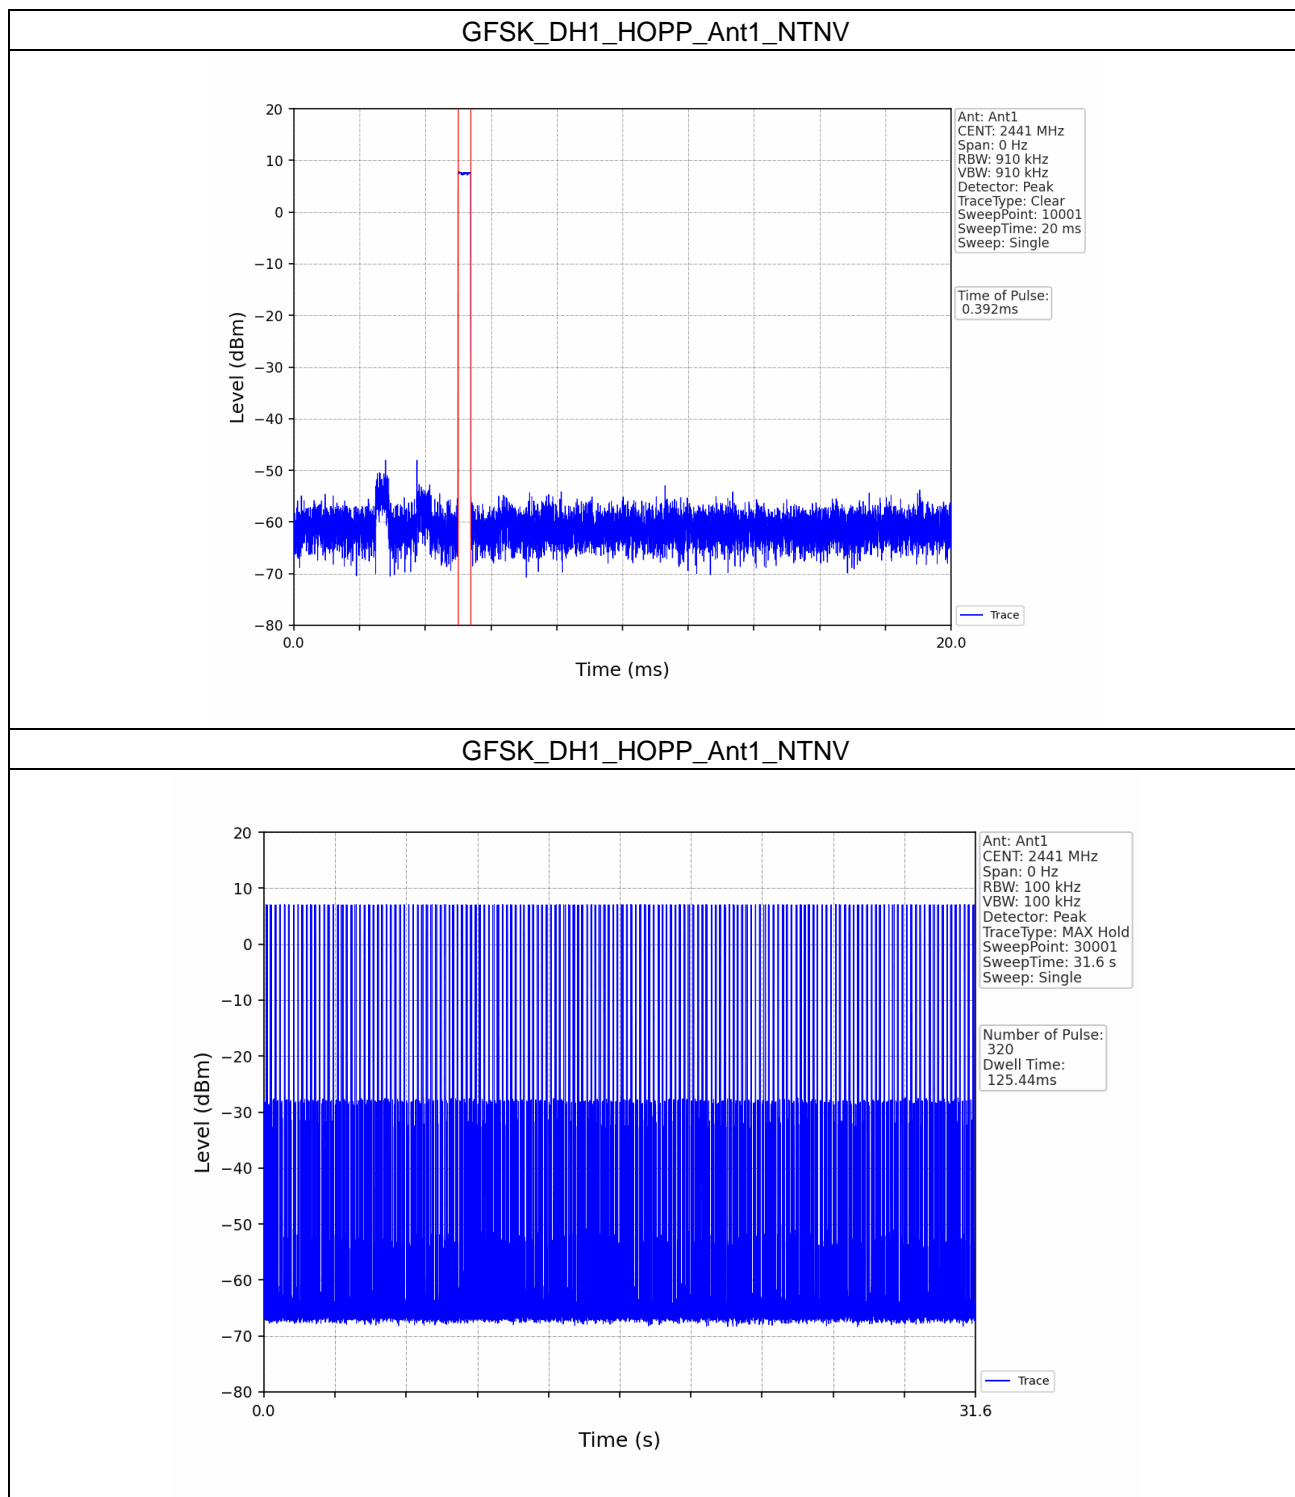 GFSK_DH1_HOPP_Ant1_NTNV
20
10
0
−10
−20
−30
−40
−50
−60
−70
−80
Level (dBm)
0.0
20.0
Time (ms)
Ant: Ant1
CENT: 2441 MHz
Span: 0 Hz
RBW: 910 kHz
VBW: 910 kHz
Detector: Peak
TraceType: Clear
SweepPoint: 10001
SweepTime: 20 ms
Sweep: Single
Time of Pulse:
0.392ms
Trace
GFSK_DH1_HOPP_Ant1_NTNV
20
10
0
−10
−20
−30
−40
−50
−60
−70
−80
Level (dBm)
0.0
31.6
Time (s)
Ant: Ant1
CENT: 2441 MHz
Span: 0 Hz
RBW: 100 kHz
VBW: 100 kHz
Detector: Peak
TraceType: MAX Hold
SweepPoint: 30001
SweepTime: 31.6 s
Sweep: Single
Number of Pulse:
320
Dwell Time:
125.44ms
Trace